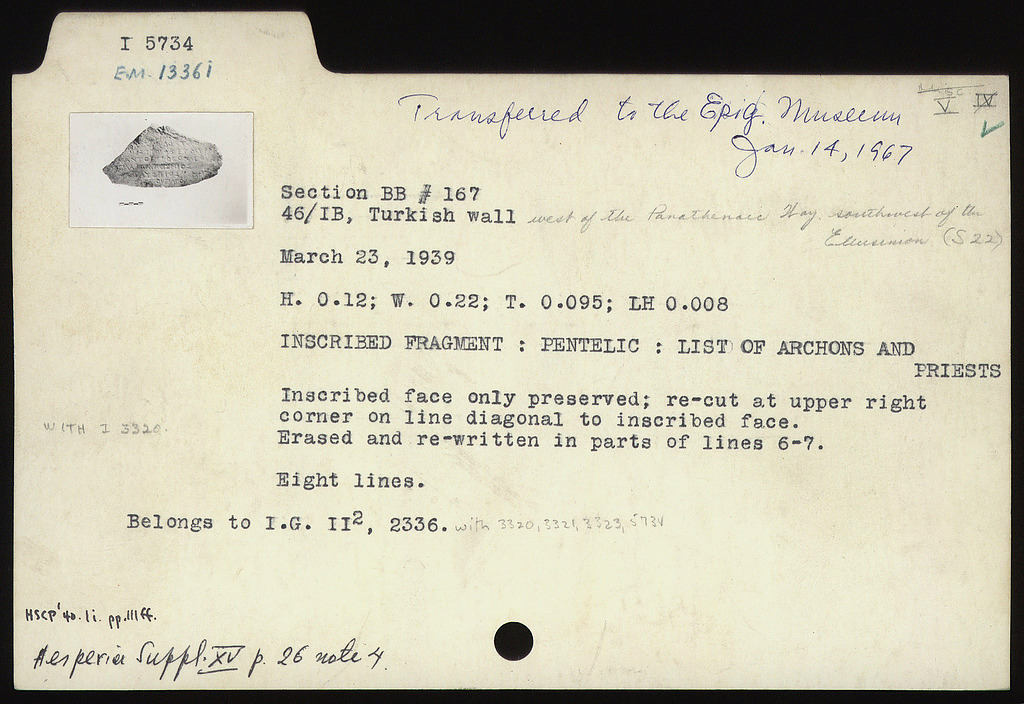 I 5734
E.M. 13361
Transferred to the Epig. Museum
Jan. 14, 1967
V IV
Section BB # 167
46/IB, Turkish wall west of the Panathenaic Way. southwest of the
Eleusinion (S 22)
March 23, 1939
H. 0.12; W. 0.22; T. 0.095; LH 0.008
INSCRIBED FRAGMENT : PENTELIC : LIST OF ARCHONS AND
PRIESTS
Inscribed face only preserved; re-cut at upper right
corner on line diagonal to inscribed face.
Erased and re-written in parts of lines 6-7.
WITH I 3320.
Eight lines.
Belongs to I.G. II², 2336. with 3320, 3321, 3323, 5734
HSCP '40. li. pp.111 ff.
Hesperia Suppl. XV p. 26 note 4.